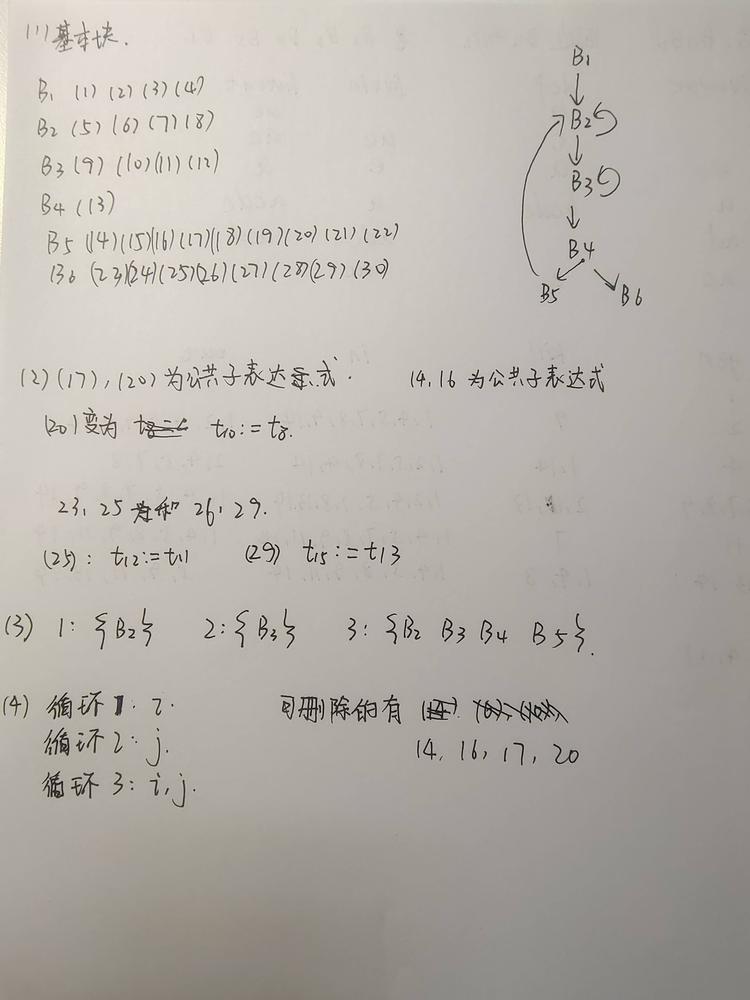 (1) 基本块.
B1 (1) (2) (3) (4)
B2 (5) (6) (7) (8)
B3 (9) (10) (11) (12)
B4 (13)
B5 (14) (15) (16) (17) (18) (19) (20) (21) (22)
B6 (23) (24) (25) (26) (27) (28) (29) (30)
B1
B2
B3
B4
B5 B6
(2) (17), (20) 为公共子表达式. 14, 16 为公共子表达式
(20) 变为 t10:=t8.
23, 25 和 26, 29.
(25): t12:=t11 (29) t15:=t13
(3) 1: {B2} 2: {B3} 3: {B2 B3 B4 B5}.
(4) 循环 1: i. 可删除的有
循环 2: j. 14, 16, 17, 20
循环 3: i, j.